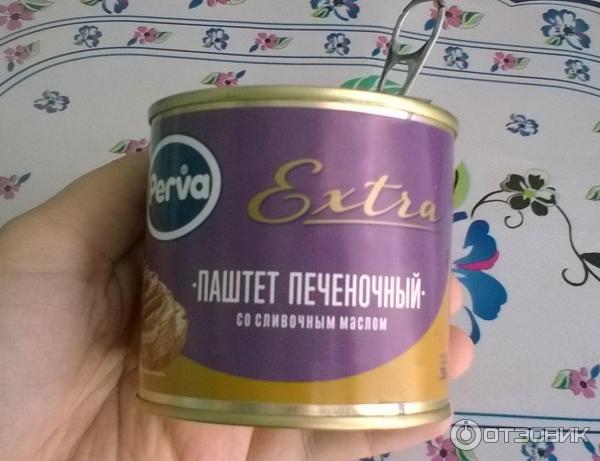 Perva
Extra
·ПАШТЕТ ПЕЧЕНОЧНЫЙ·
СО СЛИВОЧНЫМ МАСЛОМ
ОТЗОВИК